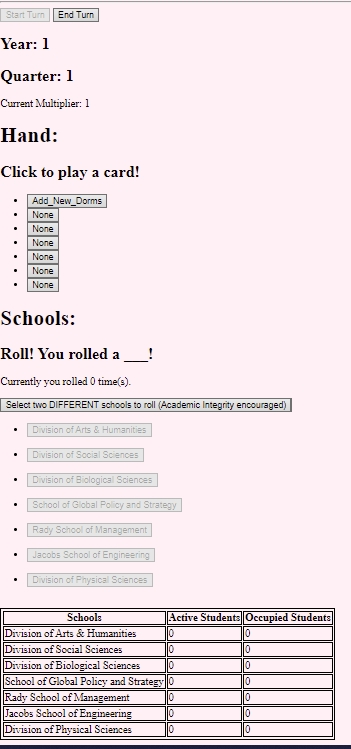 Start Turn End Turn
Year: 1
Quarter: 1
Current Multiplier: 1
Hand:
Click to play a card!
Add_New_Dorms
None
None
None
None
None
None
Schools:
Roll! You rolled a ___!
Currently you rolled 0 time(s).
Select two DIFFERENT schools to roll (Academic Integrity encouraged)
Division of Arts & Humanities
Division of Social Sciences
Division of Biological Sciences
School of Global Policy and Strategy
Rady School of Management
Jacobs School of Engineering
Division of Physical Sciences
Schools Active Students Occupied Students
Division of Arts & Humanities 0 0
Division of Social Sciences 0 0
Division of Biological Sciences 0 0
School of Global Policy and Strategy 0 0
Rady School of Management 0 0
Jacobs School of Engineering 0 0
Division of Physical Sciences 0 0